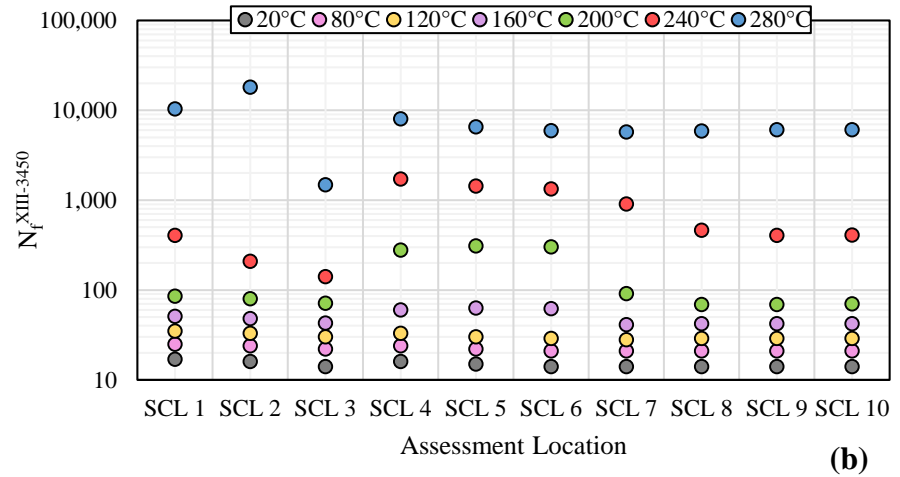 20°C 80°C 120°C 160°C 200°C 240°C 280°C
100,000
10,000
1,000
100
10
N_f^XIII-3450
SCL 1 SCL 2 SCL 3 SCL 4 SCL 5 SCL 6 SCL 7 SCL 8 SCL 9 SCL 10
Assessment Location
(b)